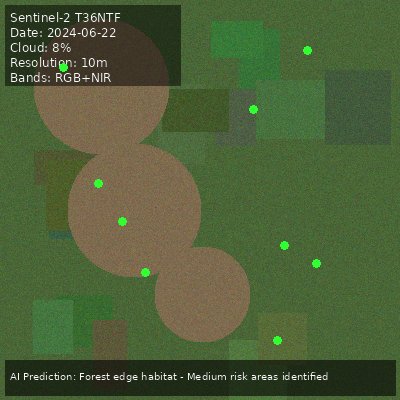 Sentinel-2 T36NTF
Date: 2024-06-22
Cloud: 8%
Resolution: 10m
Bands: RGB+NIR
AI Prediction: Forest edge habitat - Medium risk areas identified